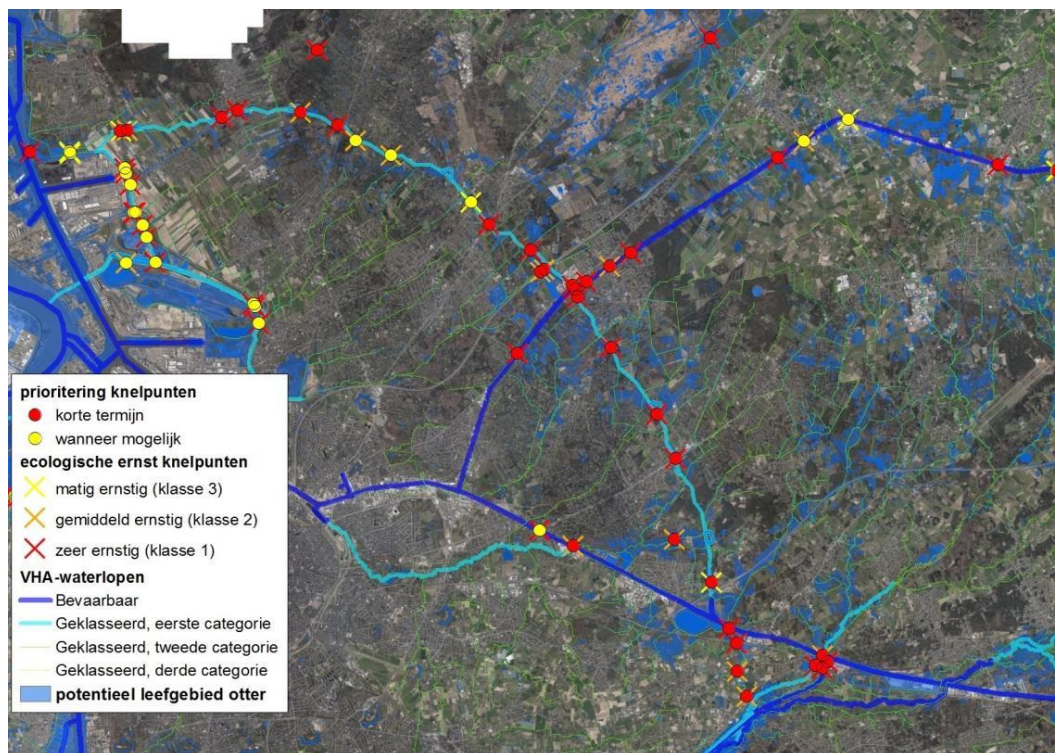 prioritering knelpunten
korte termijn
wanneer mogelijk
ecologische ernst knelpunten
matig ernstig (klasse 3)
gemiddeld ernstig (klasse 2)
zeer ernstig (klasse 1)
VHA-waterlopen
Bevaarbaar
Geklasseerd, eerste categorie
Geklasseerd, tweede categorie
Geklasseerd, derde categorie
potentieel leefgebied otter